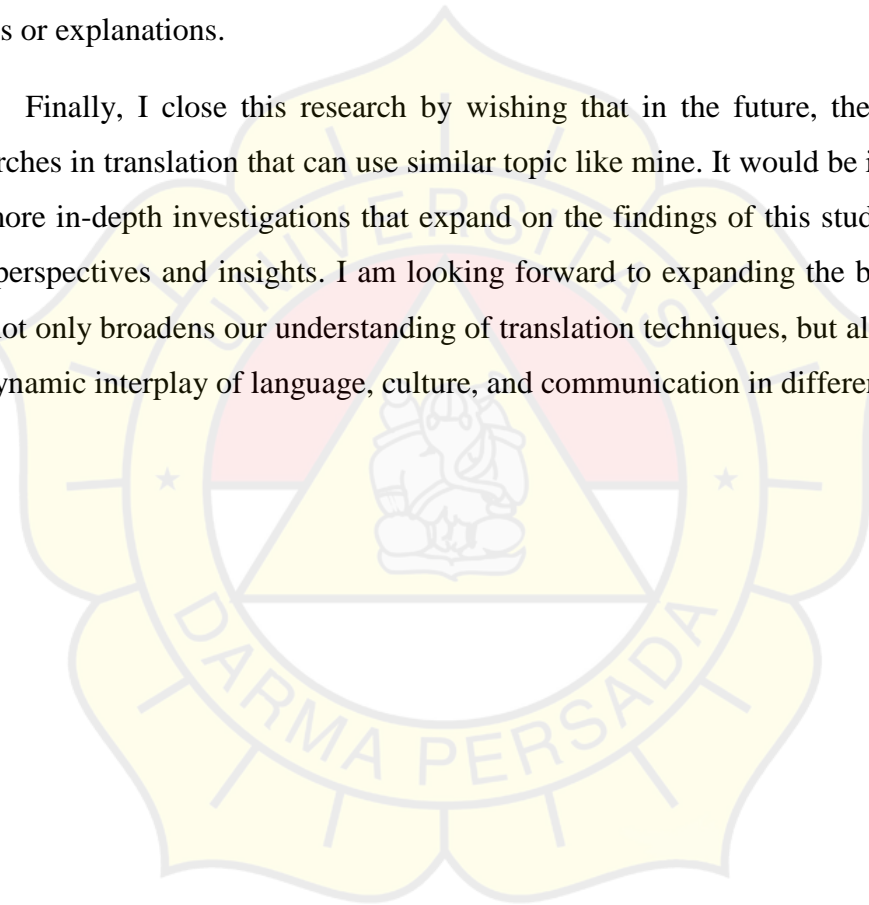 s or explanations.
Finally, I close this research by wishing that in the future, the
rches in translation that can use similar topic like mine. It would be i
nore in-depth investigations that expand on the findings of this stud
perspectives and insights. I am looking forward to expanding the b
not only broadens our understanding of translation techniques, but al
ynamic interplay of language, culture, and communication in differen
UNIVERSITAS
DARMA PERSADA